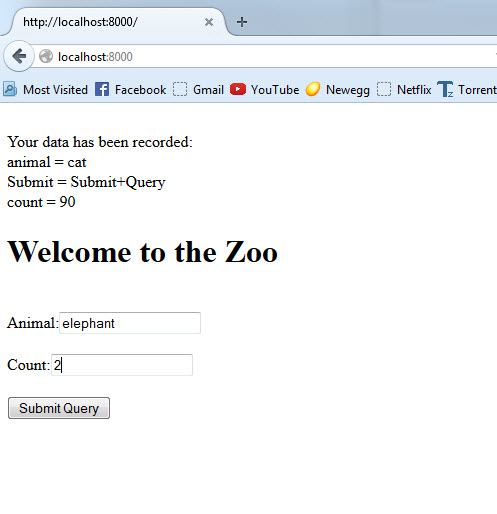 http://localhost:8000/
localhost:8000
Most Visited Facebook Gmail YouTube Newegg Netflix Torrent
Your data has been recorded:
animal = cat
Submit = Submit+Query
count = 90
Welcome to the Zoo
Animal: elephant
Count: 2
Submit Query